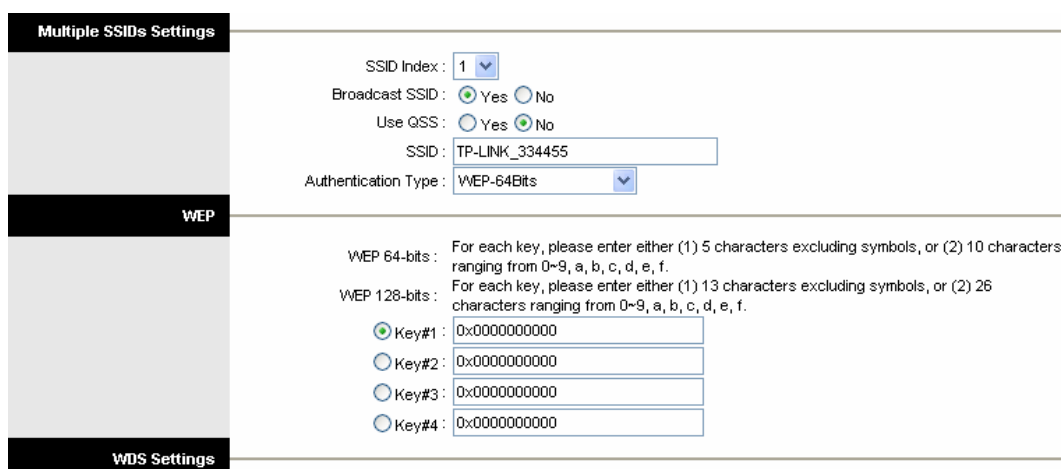 Multiple SSIDs Settings
SSID Index : 1
Broadcast SSID : Yes No
Use QSS : Yes No
SSID : TP-LINK_334455
Authentication Type : WEP-64Bits
WEP
WEP 64-bits : For each key, please enter either (1) 5 characters excluding symbols, or (2) 10 characters
ranging from 0~9, a, b, c, d, e, f.
WEP 128-bits : For each key, please enter either (1) 13 characters excluding symbols, or (2) 26
characters ranging from 0~9, a, b, c, d, e, f.
Key#1 : 0x0000000000
Key#2 : 0x0000000000
Key#3 : 0x0000000000
Key#4 : 0x0000000000
WDS Settings